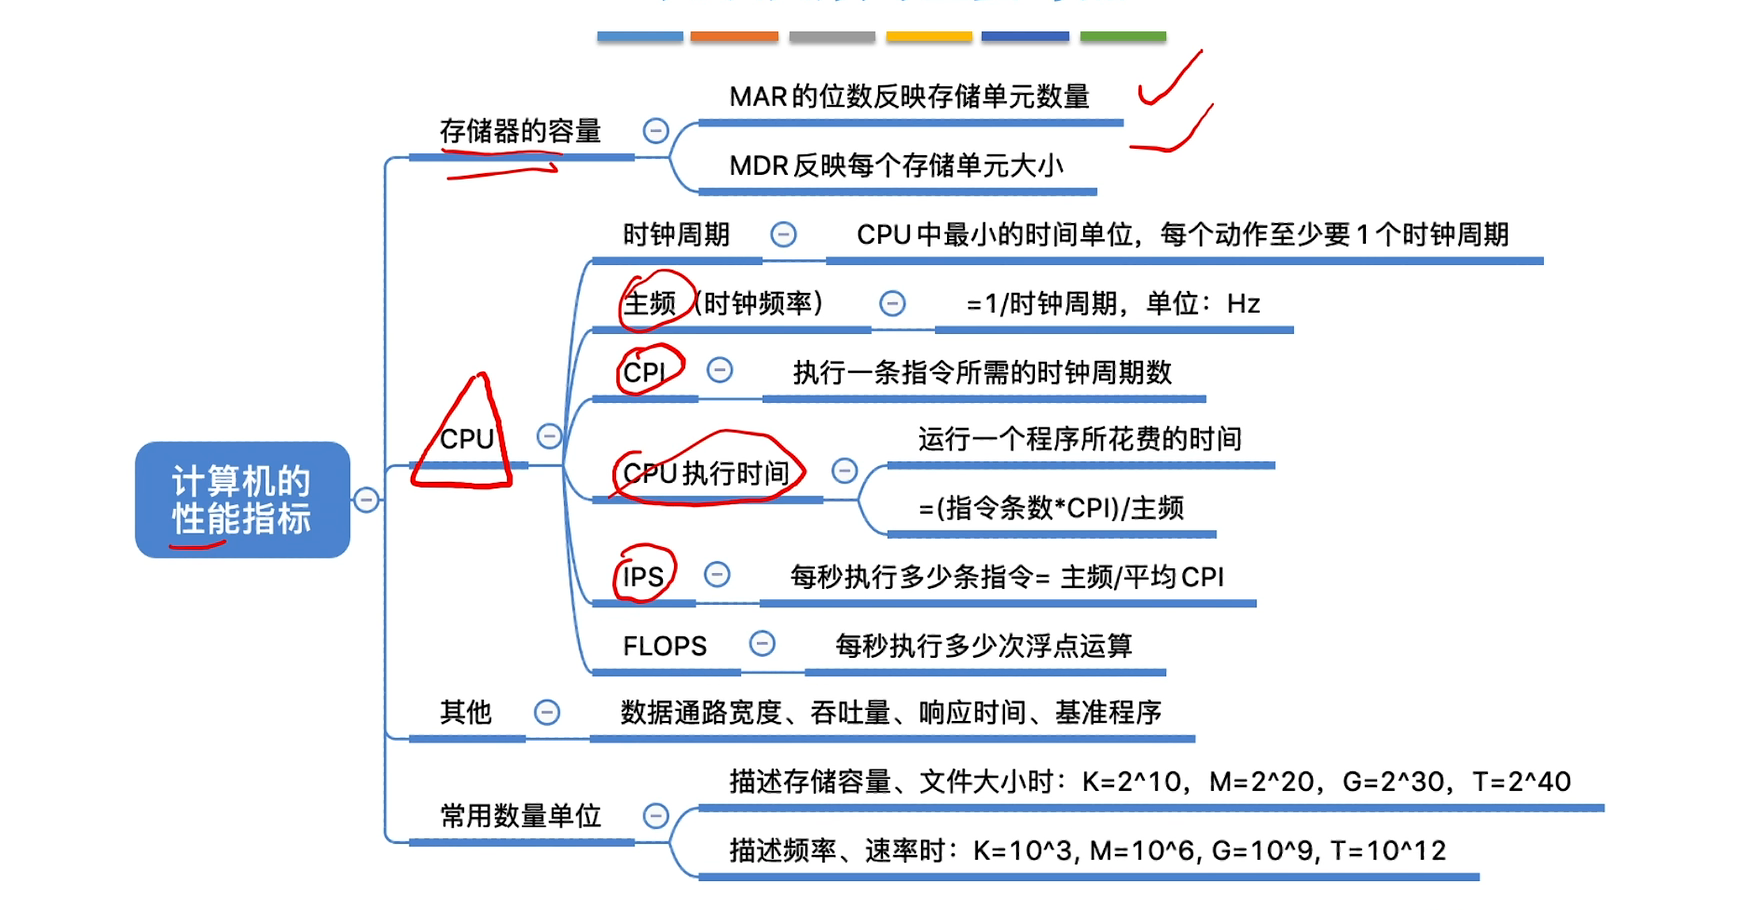 存储器的容量
MAR的位数反映存储单元数量
MDR反映每个存储单元大小
计算机的
性能指标
CPU
时钟周期
CPU中最小的时间单位，每个动作至少要1个时钟周期
主频（时钟频率）
=1/时钟周期，单位：Hz
CPI
执行一条指令所需的时钟周期数
CPU执行时间
运行一个程序所花费的时间
=(指令条数*CPI)/主频
IPS
每秒执行多少条指令= 主频/平均CPI
FLOPS
每秒执行多少次浮点运算
其他
数据通路宽度、吞吐量、响应时间、基准程序
常用数量单位
描述存储容量、文件大小时：K=2^10，M=2^20，G=2^30，T=2^40
描述频率、速率时：K=10^3, M=10^6, G=10^9, T=10^12